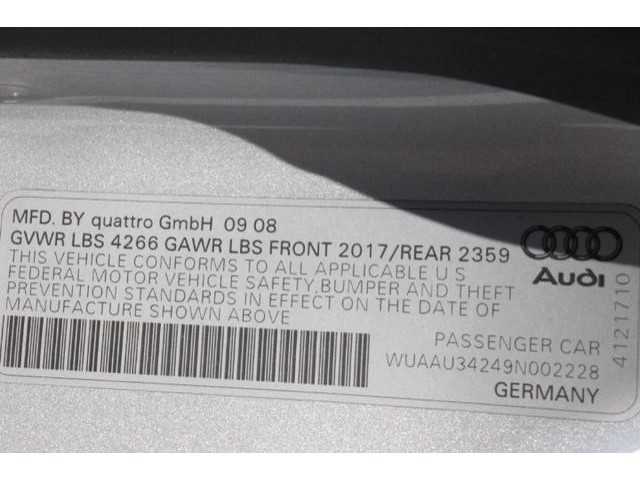 MFD. BY quattro GmbH 09 08
GVWR LBS 4266 GAWR LBS FRONT 2017/REAR 2359
THIS VEHICLE CONFORMS TO ALL APPLICABLE U S
FEDERAL MOTOR VEHICLE SAFETY,BUMPER AND THEFT
PREVENTION STANDARDS IN EFFECT ON THE DATE OF
MANUFACTURE SHOWN ABOVE
Audi
PASSENGER CAR
WUAAU34249N002228
GERMANY
4121710